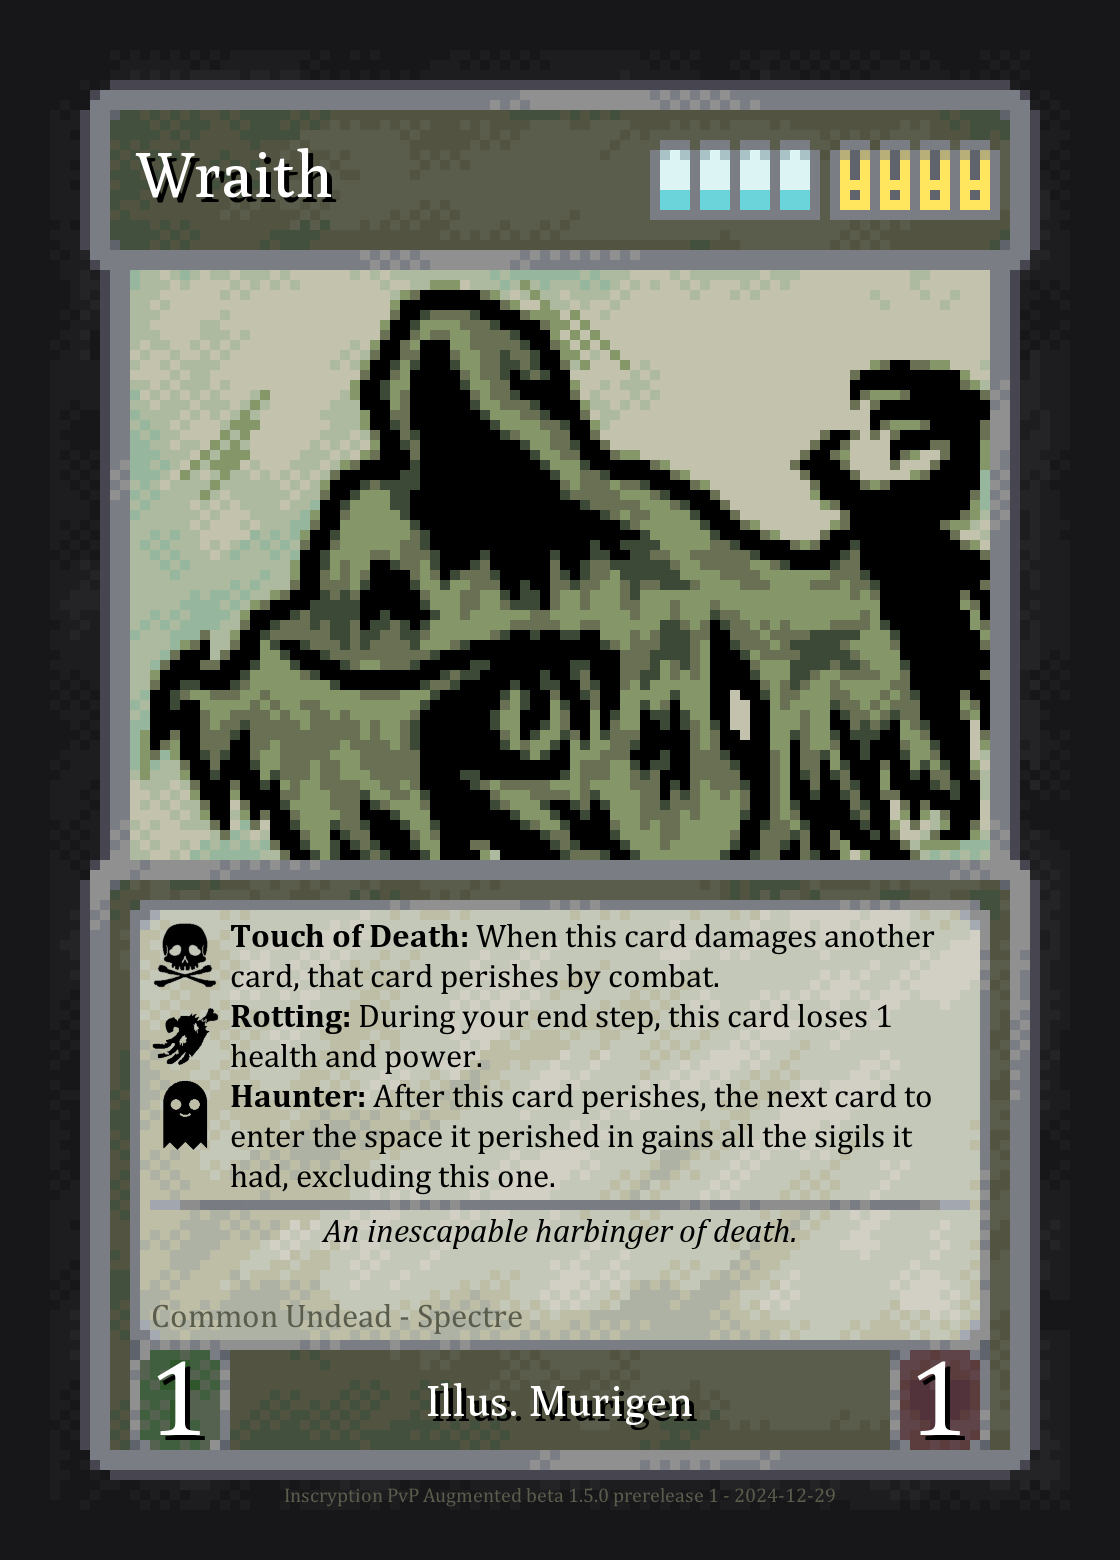 Wraith
Touch of Death: When this card damages another
card, that card perishes by combat.
Rotting: During your end step, this card loses 1
health and power.
Haunter: After this card perishes, the next card to
enter the space it perished in gains all the sigils it
had, excluding this one.
An inescapable harbinger of death.
Common Undead - Spectre
1
Illus. Murigen
1
Inscryption PvP Augmented beta 1.5.0 prerelease 1 - 2024-12-29